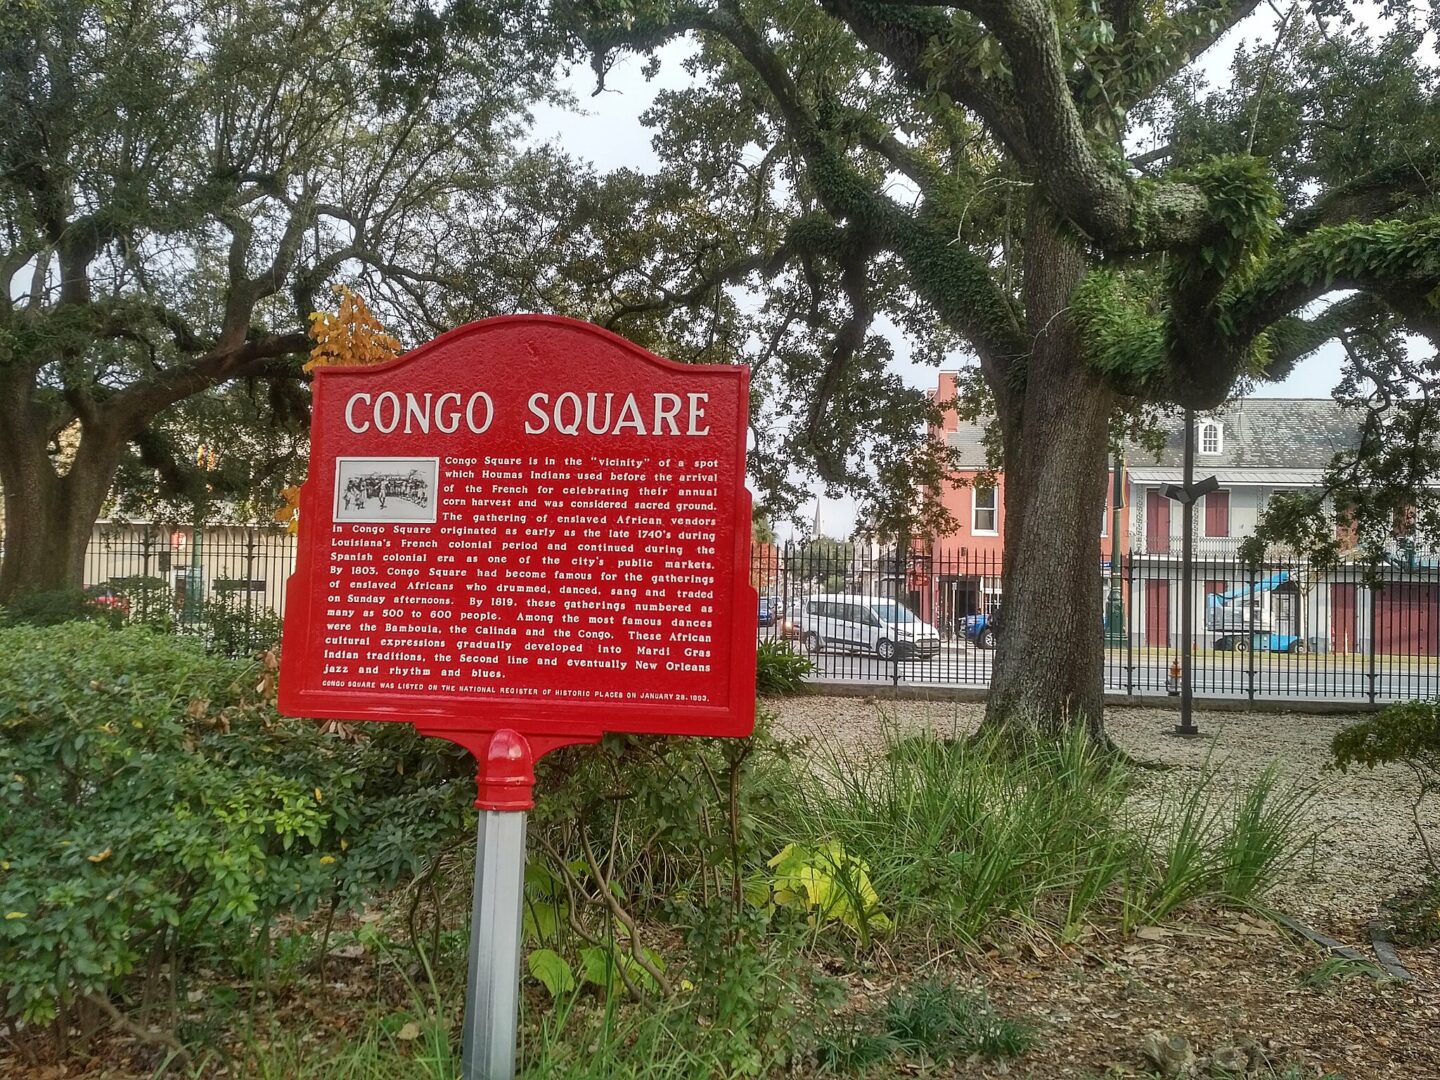 CONGO SQUARE
Congo Square is in the "vicinity" of a spot
which Houmas Indians used before the arrival
of the French for celebrating their annual
corn harvest and was considered sacred ground.
The gathering of enslaved African vendors
in Congo Square originated as early as the late 1740's during
Louisiana's French colonial period and continued during the
Spanish colonial era as one of the city's public markets.
By 1803, Congo Square had become famous for the gatherings
of enslaved Africans who drummed, danced, sang and traded
on Sunday afternoons. By 1819, these gatherings numbered as
many as 500 to 600 people. Among the most famous dances
were the Bamboula, the Calinda and the Congo. These African
cultural expressions gradually developed into Mardi Gras
Indian traditions, the Second line and eventually New Orleans
jazz and rhythm and blues.
CONGO SQUARE WAS LISTED ON THE NATIONAL REGISTER OF HISTORIC PLACES ON JANUARY 28, 1993.